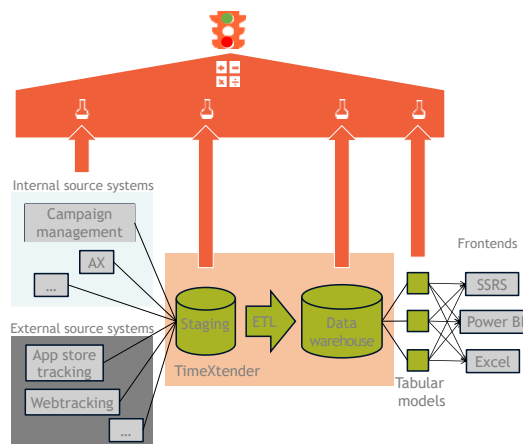 Internal source systems
Campaign
management
AX
...
External source systems
App store
tracking
Webtracking
...
Staging
ETL
Data
warehouse
TimeXtender
Tabular
models
Frontends
SSRS
Power BI
Excel